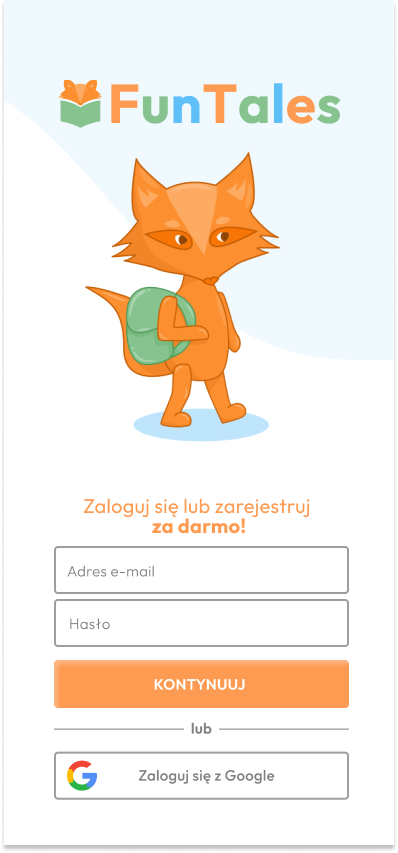 FunTales
Zaloguj się lub zarejestruj
za darmo!
Adres e-mail
Hasło
KONTYNUUJ
lub
Zaloguj się z Google